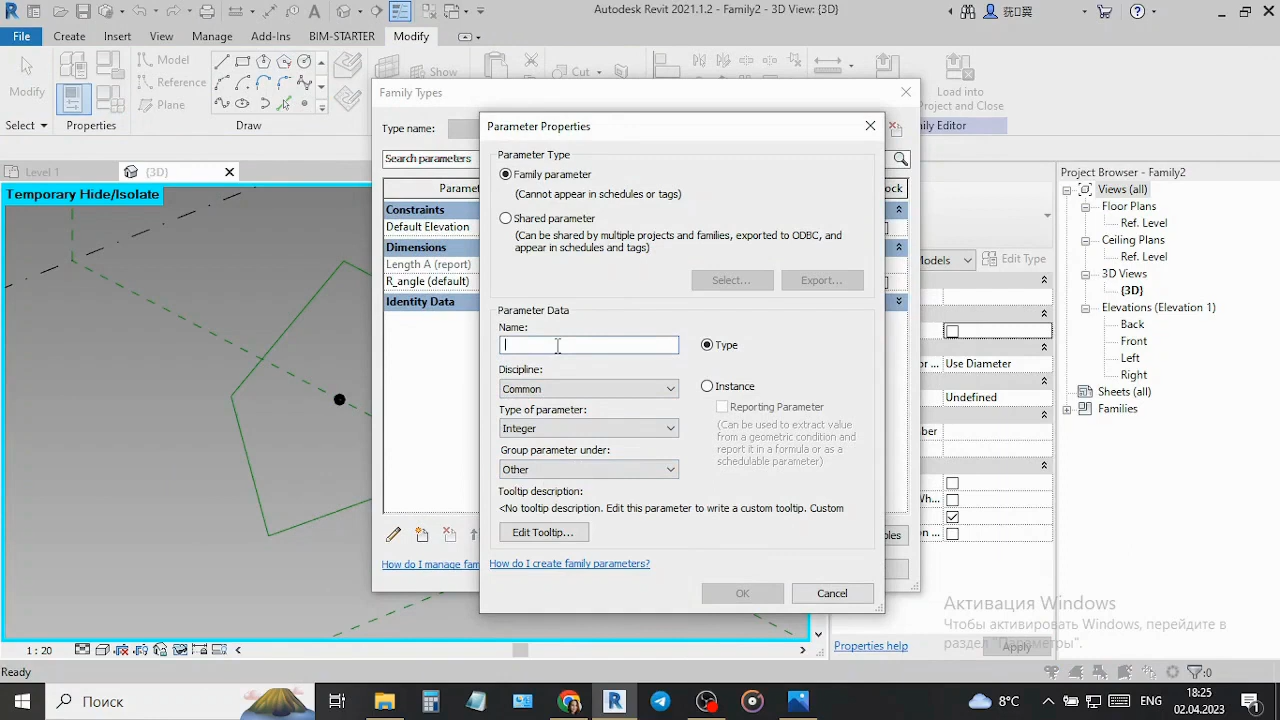 Autodesk Revit 2021.1.2 - Family2 - 3D View: {3D}
File Create Insert View Manage Add-Ins BIM-STARTER Modify
Modify
Model
Reference
Plane
Show
Cut
Load into
Project and Close
Select
Properties
Draw
Family Types
Type name:
Search parameters
Constraints
Default Elevation
Dimensions
Length A (report)
R_angle (default)
Identity Data
Level 1
{3D}
Temporary Hide/Isolate
Parameter Properties
Parameter Type
Family parameter
(Cannot appear in schedules or tags)
Shared parameter
(Can be shared by multiple projects and families, exported to ODBC, and
appear in schedules and tags)
Select...
Export...
Parameter Data
Name:
Type
Discipline:
Common
Instance
Reporting Parameter
Type of parameter:
Integer
(Can be used to extract value
from a geometric condition and
report it in a formula or as a
schedulable parameter)
Group parameter under:
Other
Tooltip description:
<No tooltip description. Edit this parameter to write a custom tooltip. Custom
Edit Tooltip...
How do I create family parameters?
OK
Cancel
Edit Type
Use Diameter
Undefined
Properties help
Apply
Project Browser - Family2
Views (all)
Floor Plans
Ref. Level
Ceiling Plans
Ref. Level
3D Views
{3D}
Elevations (Elevation 1)
Back
Front
Left
Right
Sheets (all)
Families
Активация Windows
Чтобы активировать Windows, перейдите в
раздел "Параметры".
1 : 20
Ready
:0
Поиск
8°C
ENG
18:25
02.04.2023